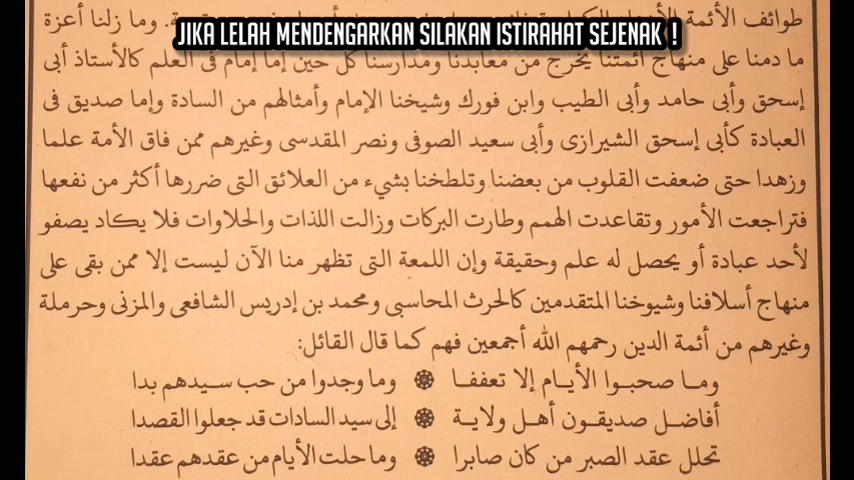 JIKA LELAH MENDENGARKAN SILAKAN ISTIRAHAT SEJENAK !
طوائف الأئمة وما زلنا أعزة
ما دمنا على منهاج أئمتنا يخرج من معابدنا ومدارسنا كل حين إما إمام فى العلم كالأستاذ أبى
إسحق وأبى حامد وأبى الطيب وابن فورك وشيخنا الإمام وأمثالهم من السادة وإما صديق فى
العبادة كأبى إسحق الشيرازى وأبى سعيد الصوفى ونصر المقدسى وغيرهم ممن فاق الأمة علما
وزهدا حتى ضعفت القلوب من بعضنا وتلطخنا بشيء من العلائق التى ضررها أكثر من نفعها
فتراجعت الأمور وتقاعدت الهمم وطارت البركات وزالت اللذات والحلاوات فلا يكاد يصفو
لأحد عبادة أو يحصل له علم وحقيقة وإن اللمعة التى تظهر منا الآن ليست إلا ممن بقى على
منهاج أسلافنا وشيوخنا المتقدمين كالحرث المحاسبى ومحمد بن إدريس الشافعى والمزنى وحرملة
وغيرهم من أئمة الدين رحمهم الله أجمعين فهم كما قال القائل:
وما صحبوا الأيام إلا تعففا وما وجدوا من حب سيدهم بدا
أفاضل صديقون أهل ولاية إلى سيد السادات قد جعلوا القصدا
تحلل عقد الصبر من كان صابرا وما حلت الأيام من عقدهم عقدا